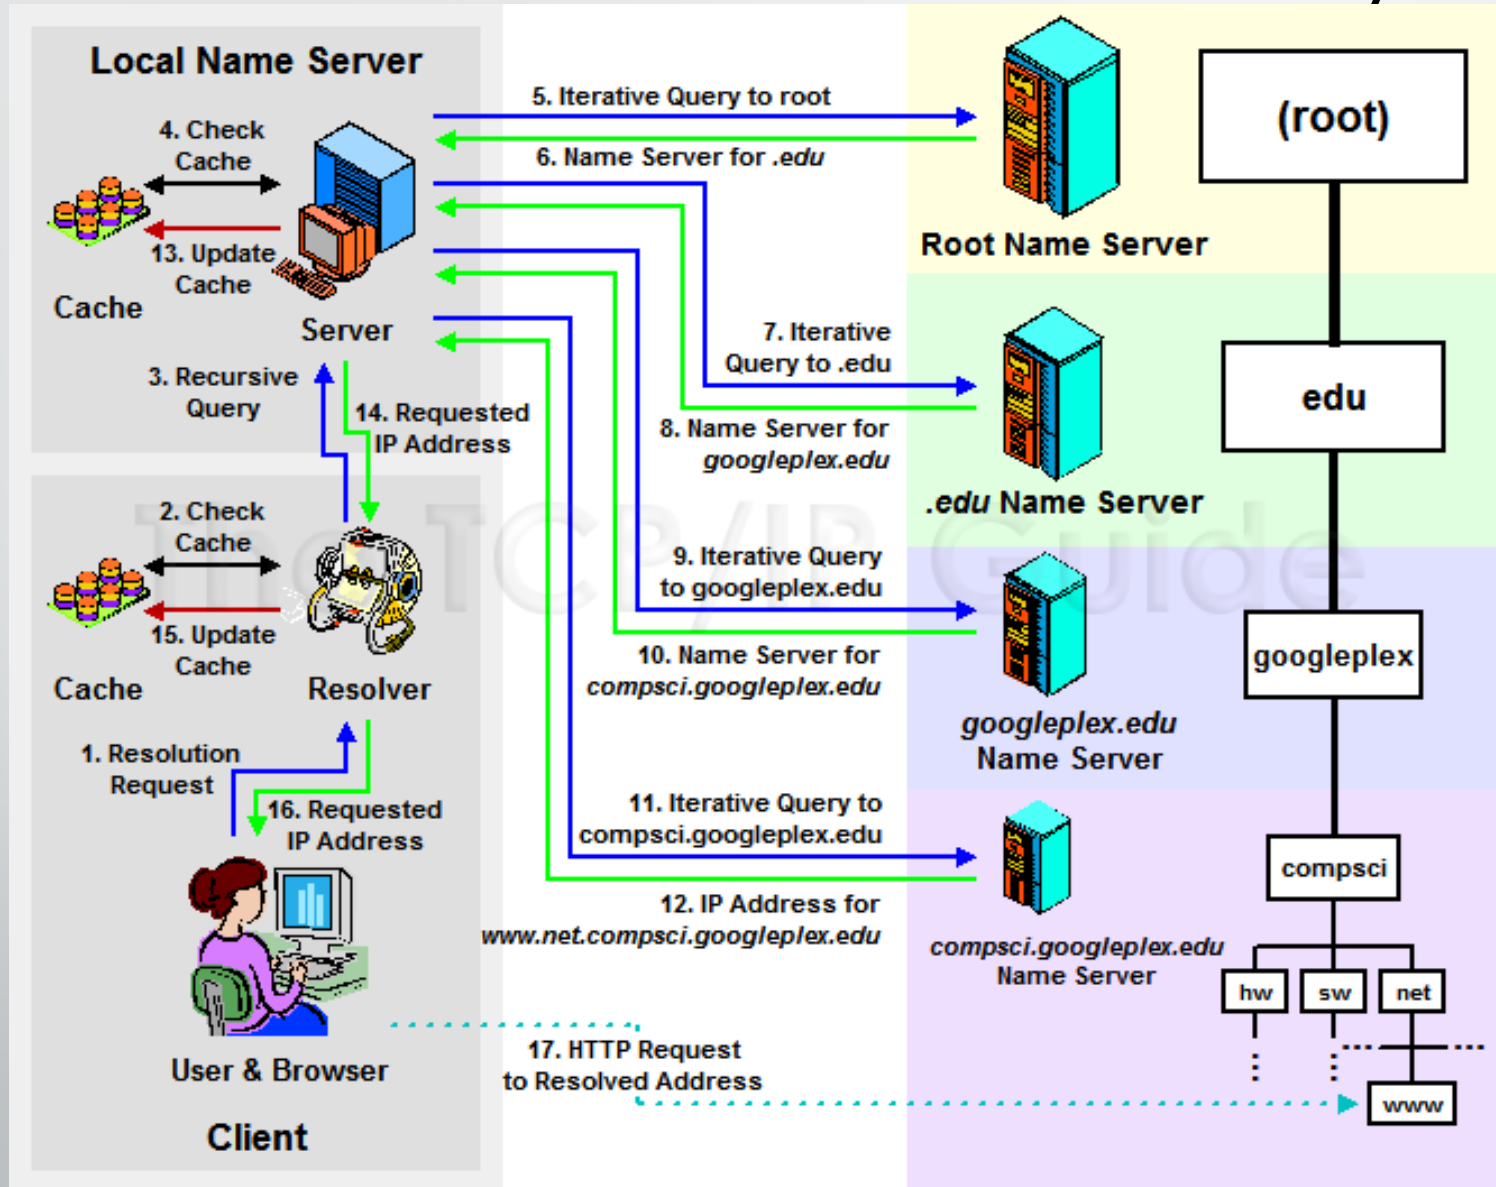 Local Name Server
4. Check
Cache
13. Update
Cache
Cache
Server
3. Recursive
Query
14. Requested
IP Address
2. Check
Cache
15. Update
Cache
Cache
Resolver
1. Resolution
Request
16. Requested
IP Address
User & Browser
Client
5. Iterative Query to root
6. Name Server for .edu
7. Iterative
Query to .edu
8. Name Server for
googleplex.edu
9. Iterative Query
to googleplex.edu
10. Name Server for
compsci.googleplex.edu
11. Iterative Query to
compsci.googleplex.edu
12. IP Address for
www.net.compsci.googleplex.edu
17. HTTP Request
to Resolved Address
Root Name Server
.edu Name Server
googleplex.edu
Name Server
compsci.googleplex.edu
Name Server
(root)
edu
googleplex
compsci
hw
sw
net
www
The TCP/IP Guide